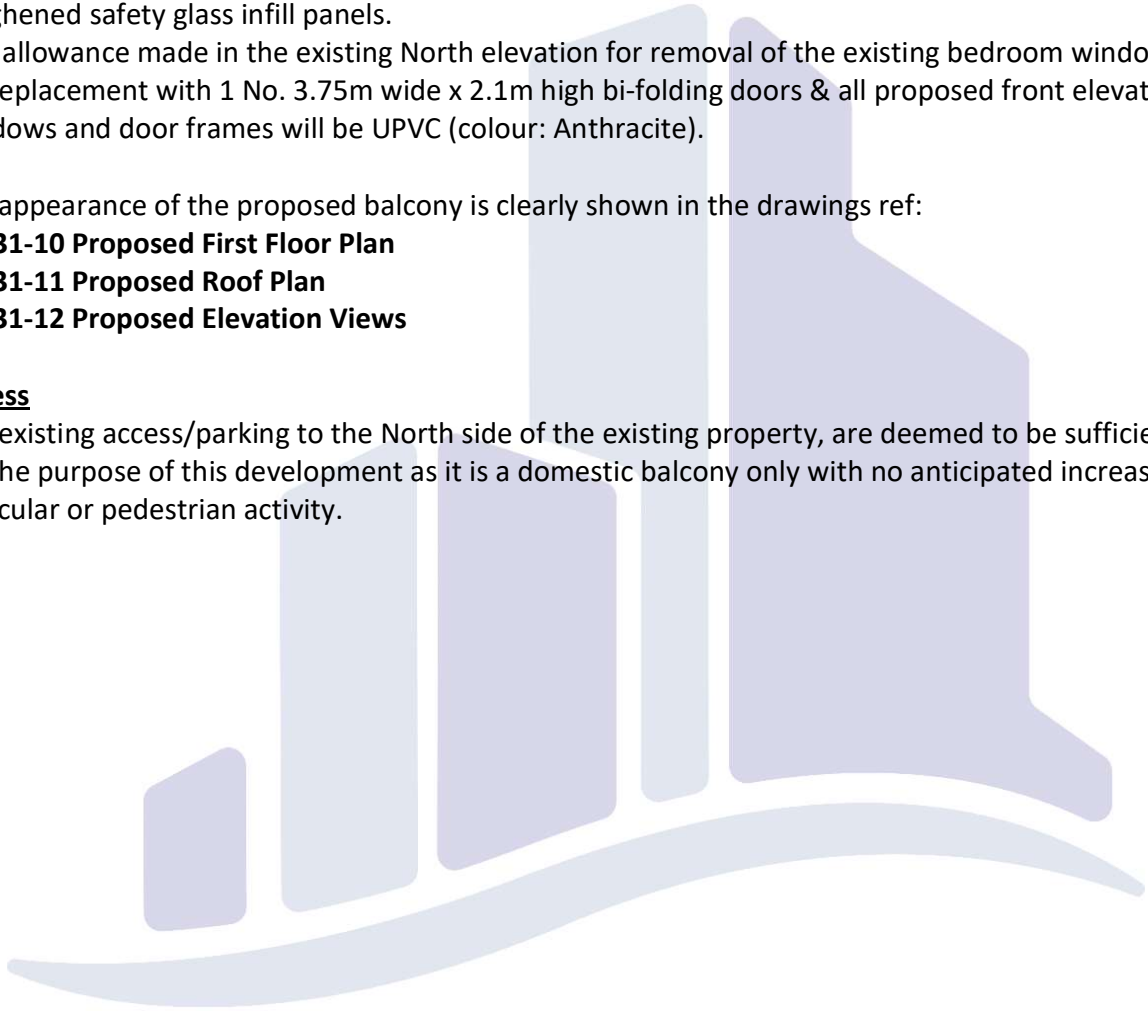 ghened safety glass infill panels.
allowance made in the existing North elevation for removal of the existing bedroom windo
eplacement with 1 No. 3.75m wide x 2.1m high bi-folding doors & all proposed front elevat
dows and door frames will be UPVC (colour: Anthracite).
appearance of the proposed balcony is clearly shown in the drawings ref:
31-10 Proposed First Floor Plan
31-11 Proposed Roof Plan
31-12 Proposed Elevation Views
ess
existing access/parking to the North side of the existing property, are deemed to be sufficie
he purpose of this development as it is a domestic balcony only with no anticipated increas
cular or pedestrian activity.